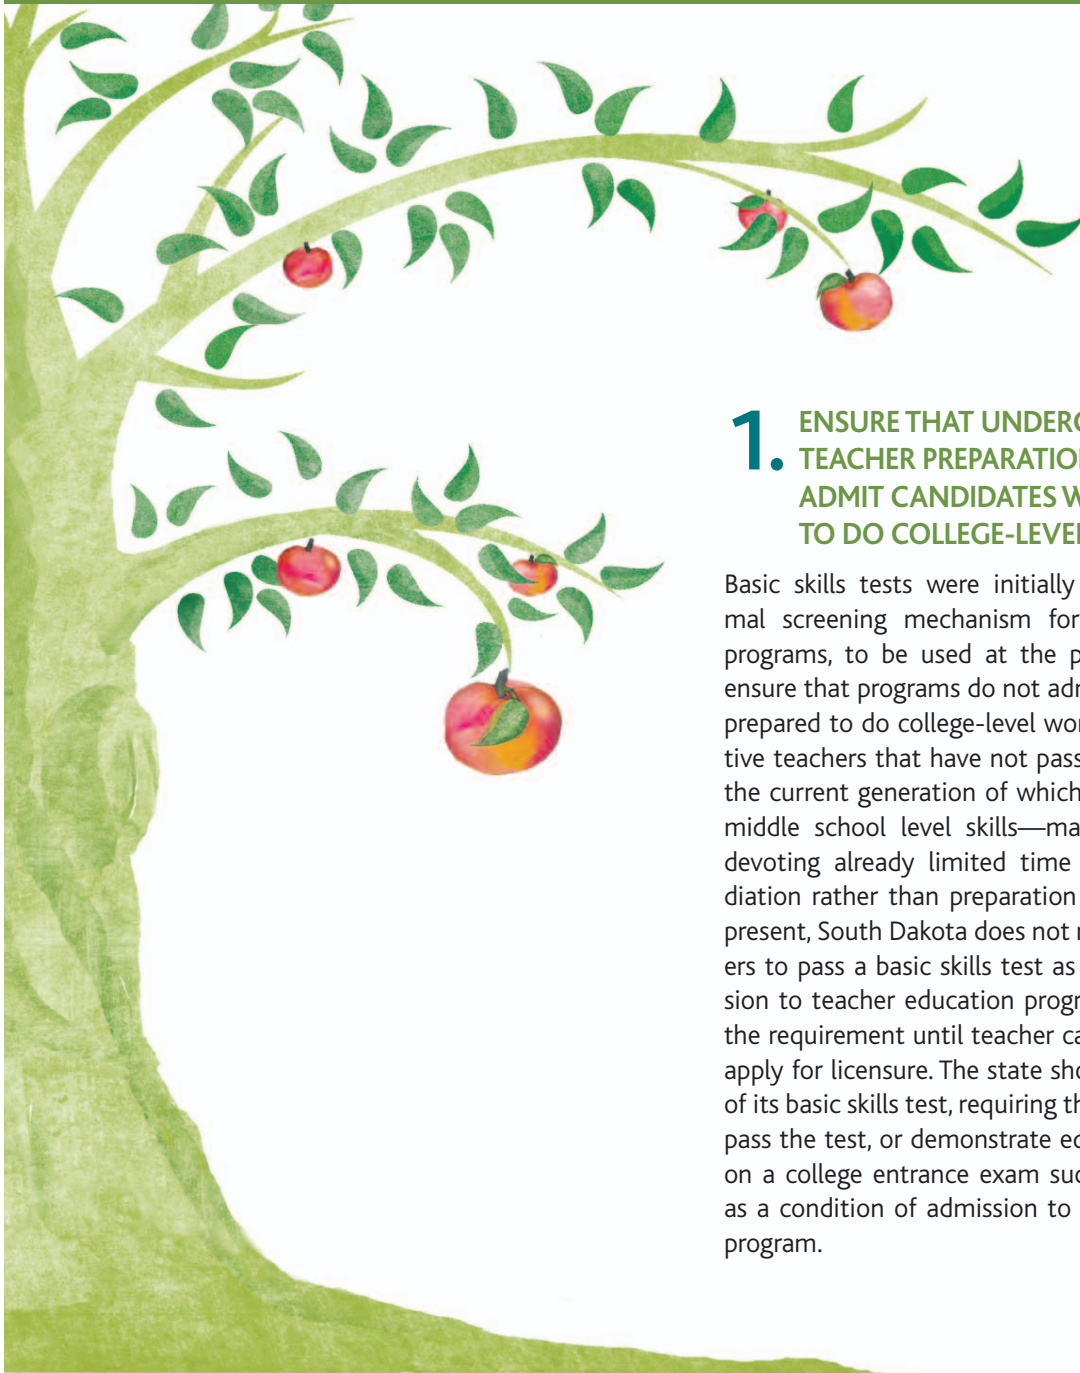 1. ENSURE THAT UNDERG
TEACHER PREPARATION
ADMIT CANDIDATES W
TO DO COLLEGE-LEVEL
Basic skills tests were initially
mal screening mechanism for
programs, to be used at the p
ensure that programs do not adm
prepared to do college-level wor
tive teachers that have not pass
the current generation of which
middle school level skills—ma
devoting already limited time
diation rather than preparation
present, South Dakota does not r
ers to pass a basic skills test as
sion to teacher education progr
the requirement until teacher ca
apply for licensure. The state sho
of its basic skills test, requiring th
pass the test, or demonstrate eq
on a college entrance exam suc
as a condition of admission to
program.